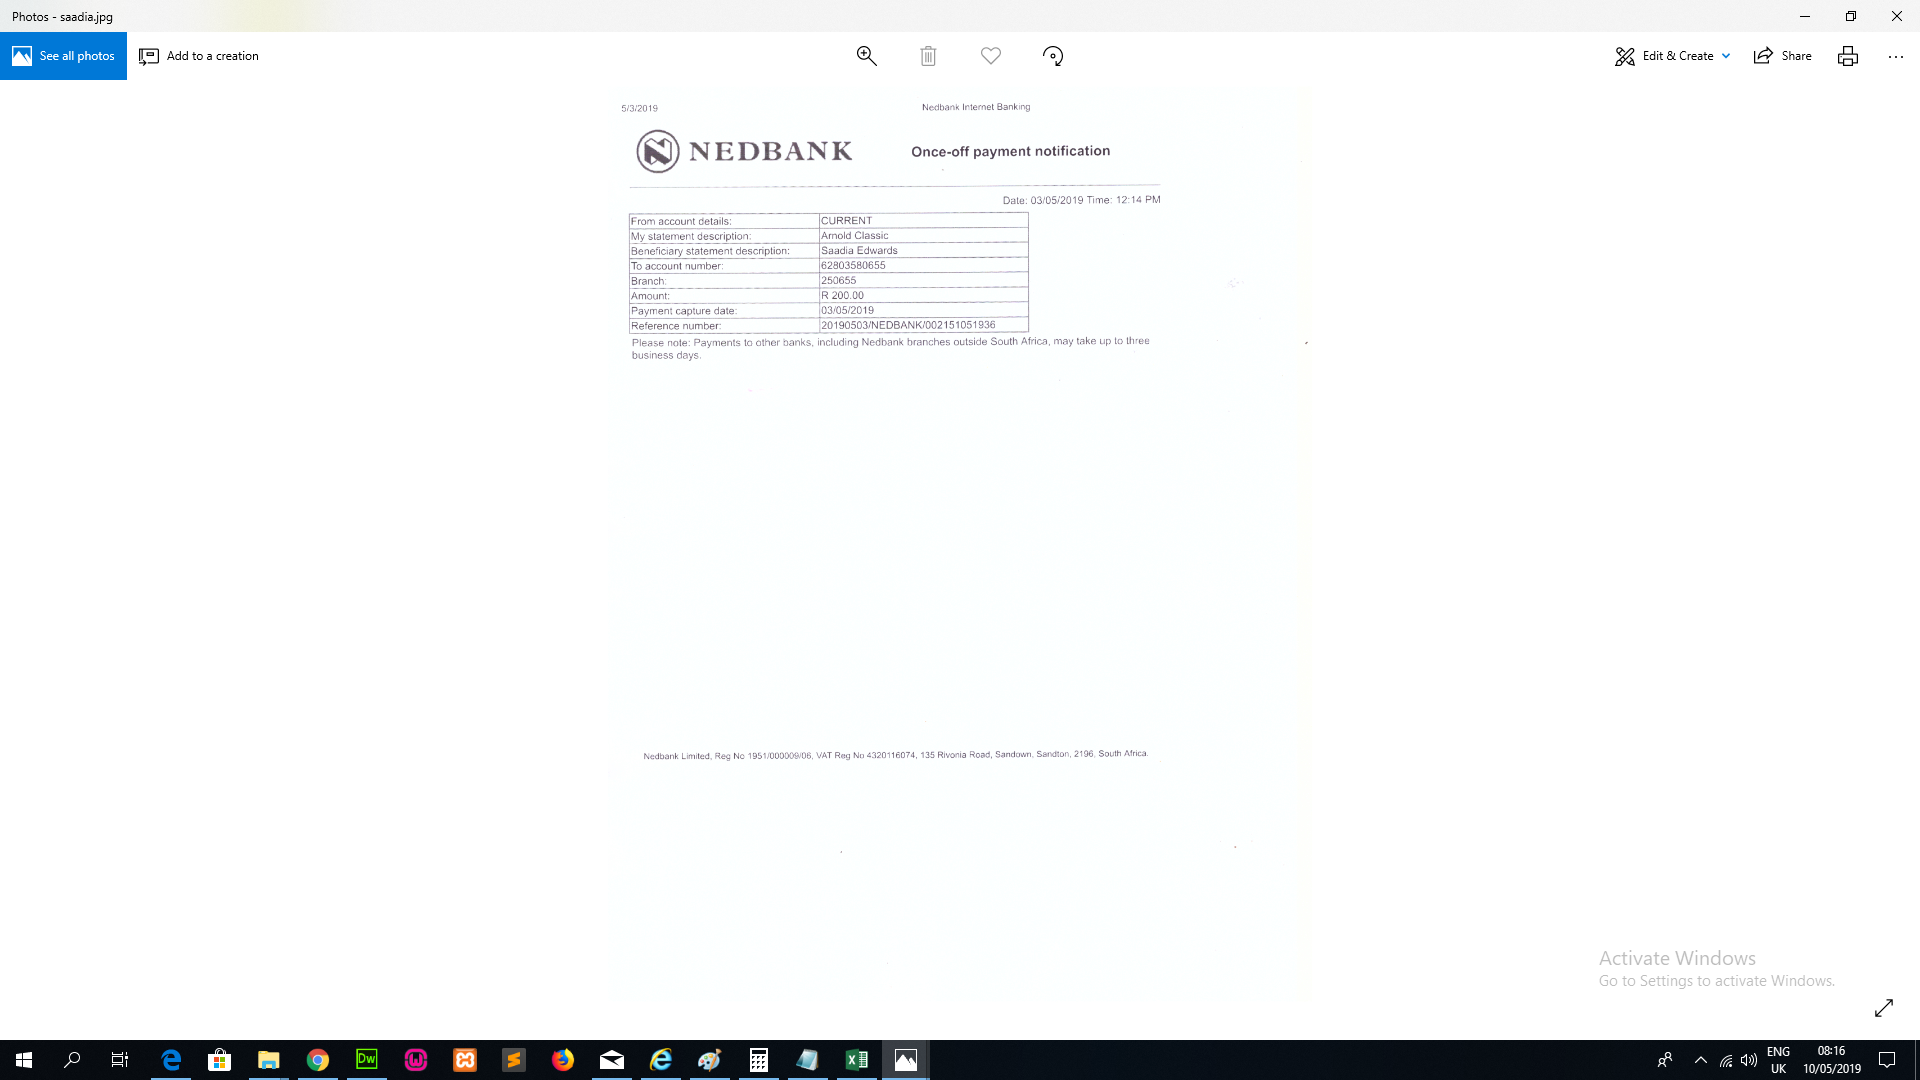 Photos - saadia.jpg
See all photos
Add to a creation
Edit & Create
Share
5/3/2019
Nedbank Internet Banking
NEDBANK
Once-off payment notification
Date: 03/05/2019 Time: 12:14 PM
From account details: CURRENT
My statement description: Arnold Classic
Beneficiary statement description: Saadia Edwards
To account number: 62803580655
Branch: 250655
Amount: R 200.00
Payment capture date: 03/05/2019
Reference number: 20190503/NEDBANK/002151051936
Please note: Payments to other banks, including Nedbank branches outside South Africa, may take up to three
business days.
Nedbank Limited, Reg No 1951/000009/06, VAT Reg No 4320116074, 135 Rivonia Road, Sandown, Sandton, 2196, South Africa.
Activate Windows
Go to Settings to activate Windows.
Dw
ENG
UK
08:16
10/05/2019